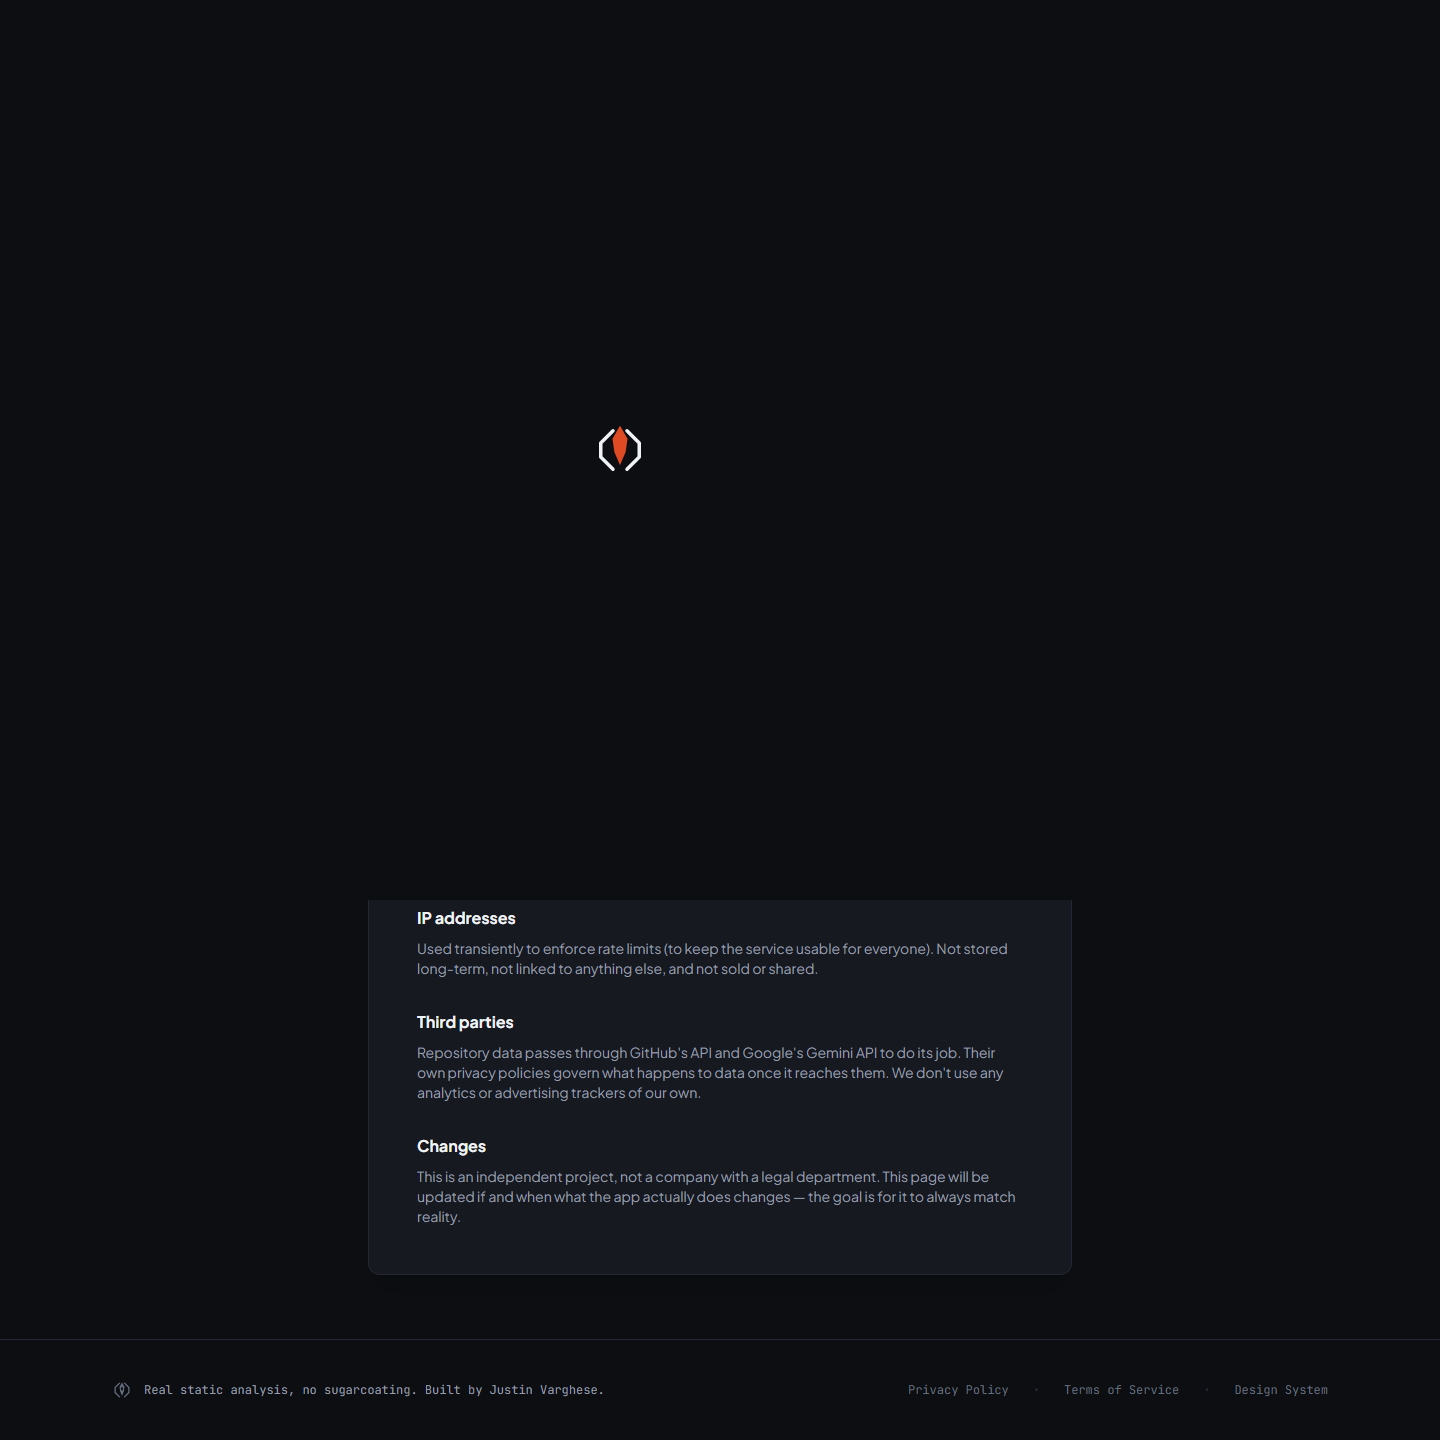 IP addresses
Used transiently to enforce rate limits (to keep the service usable for everyone). Not stored
long-term, not linked to anything else, and not sold or shared.
Third parties
Repository data passes through GitHub's API and Google's Gemini API to do its job. Their
own privacy policies govern what happens to data once it reaches them. We don't use any
analytics or advertising trackers of our own.
Changes
This is an independent project, not a company with a legal department. This page will be
updated if and when what the app actually does changes — the goal is for it to always match
reality.
Real static analysis, no sugarcoating. Built by Justin Varghese.
Privacy Policy · Terms of Service · Design System